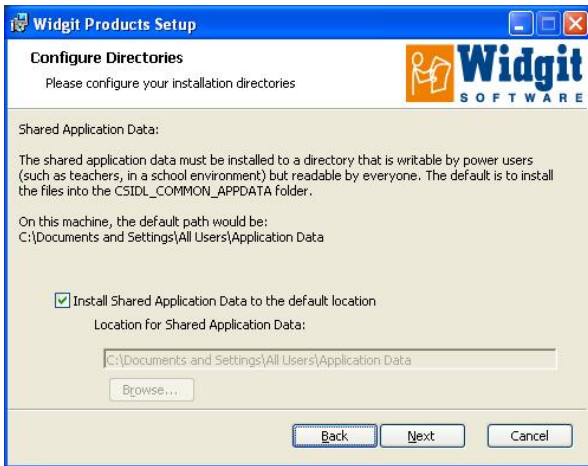 Widgit Products Setup
Configure Directories
Please configure your installation directories
Widgit
SOFTWARE
Shared Application Data:
The shared application data must be installed to a directory that is writable by power users
(such as teachers, in a school environment) but readable by everyone. The default is to install
the files into the CSIDL_COMMON_APPDATA folder.
On this machine, the default path would be:
C:\Documents and Settings\All Users\Application Data
Install Shared Application Data to the default location
Location for Shared Application Data:
C:\Documents and Settings\All Users\Application Data
Browse...
Back Next Cancel